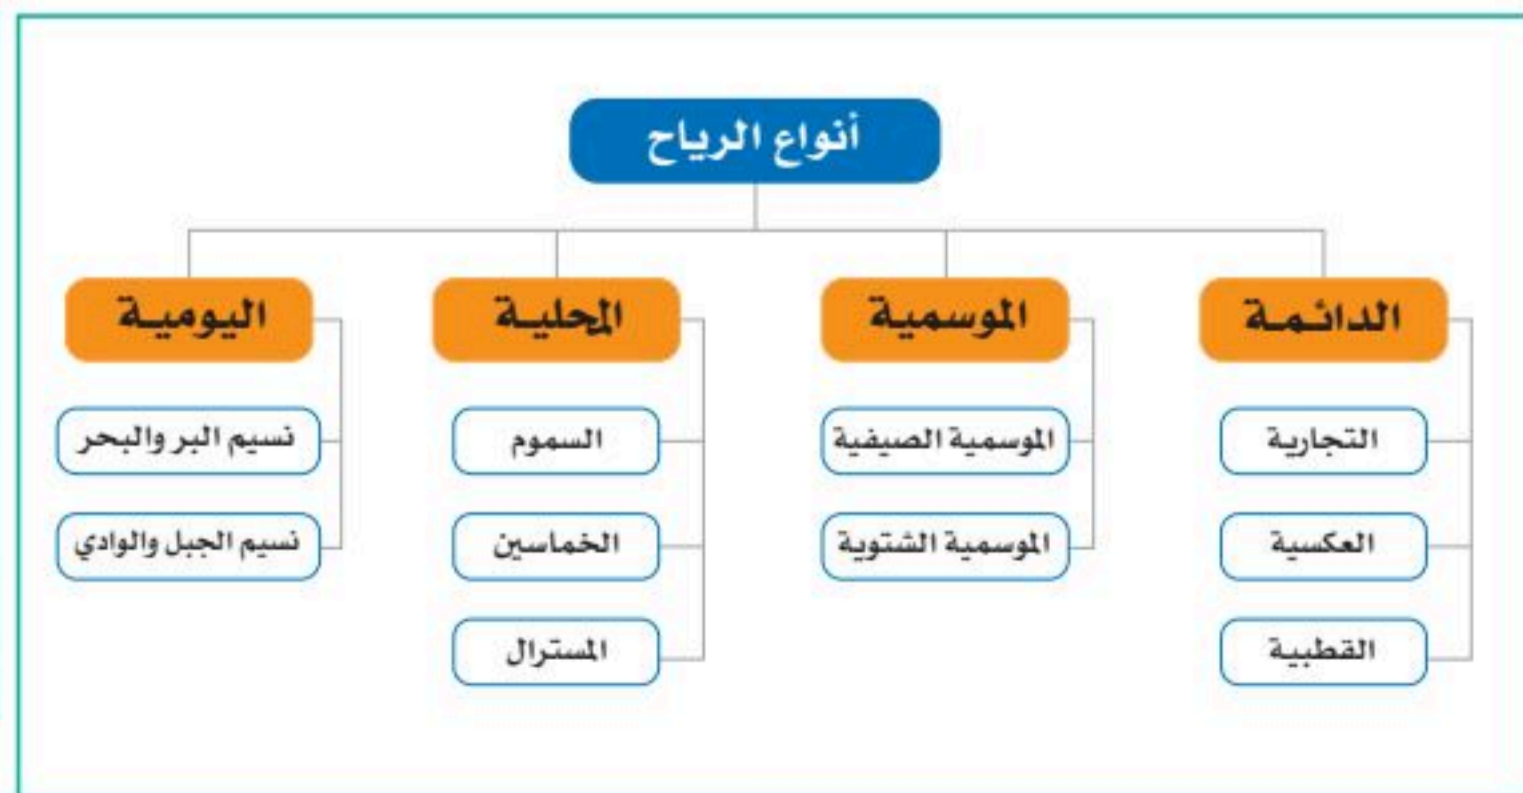 أنواع الرياح
الدائمة
التجارية
العكسية
القطبية
الموسمية
الموسمية الصيفية
الموسمية الشتوية
المحلية
السموم
الخماسين
المسترال
اليومية
نسيم البر والبحر
نسيم الجبل والوادي